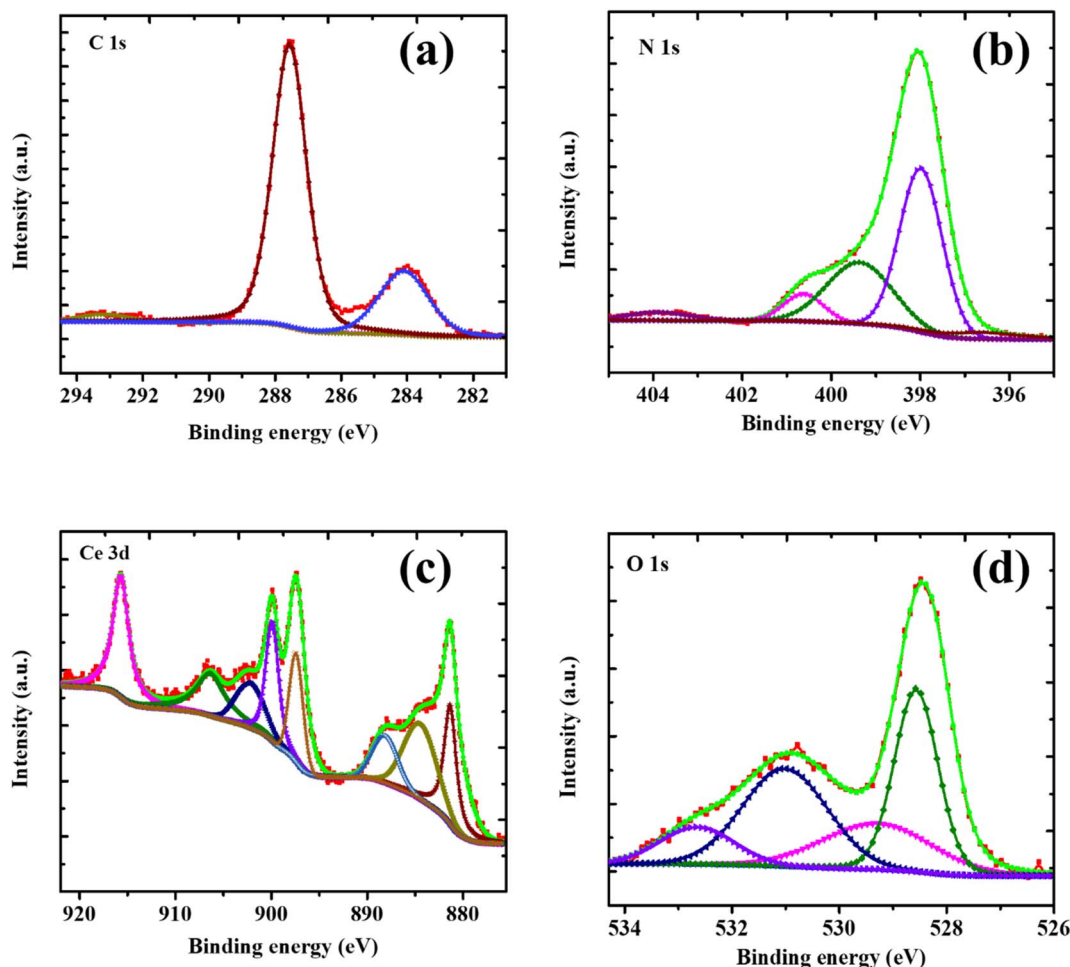 C 1s
(a)
Intensity (a.u.)
294 292 290 288 286 284 282
Binding energy (eV)
N 1s
(b)
Intensity (a.u.)
404 402 400 398 396
Binding energy (eV)
Ce 3d
(c)
Intensity (a.u.)
920 910 900 890 880
Binding energy (eV)
O 1s
(d)
Intensity (a.u.)
534 532 530 528 526
Binding energy (eV)